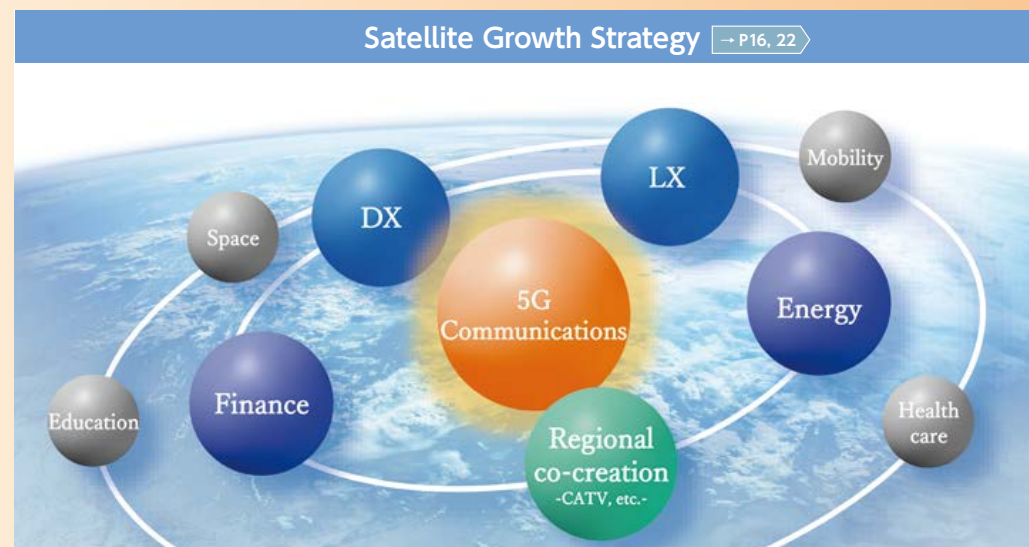 Satellite Growth Strategy → P16, 22
LX
Mobility
DX
Space
5G
Communications
Energy
Finance
Education
Health
care
Regional
co-creation
-CATV, etc.-